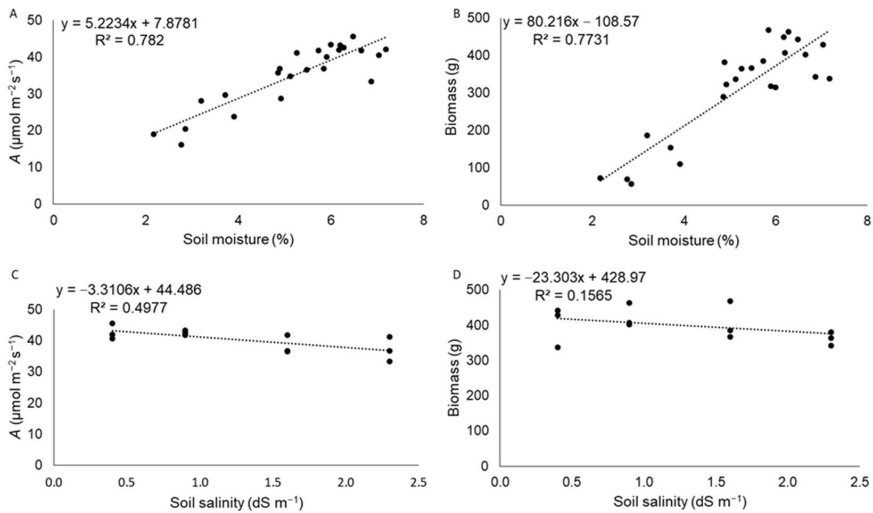 A
y = 5.2234x + 7.8781
R² = 0.782
A (µmol m⁻² s⁻¹)
50
40
30
20
10
0
0 2 4 6 8
Soil moisture (%)
B
y = 80.216x − 108.57
R² = 0.7731
Biomass (g)
500
400
300
200
100
0
0 2 4 6 8
Soil moisture (%)
C
y = −3.3106x + 44.486
R² = 0.4977
A (µmol m⁻² s⁻¹)
50
40
30
20
10
0
0.0 0.5 1.0 1.5 2.0 2.5
Soil salinity (dS m⁻¹)
D
y = −23.303x + 428.97
R² = 0.1565
Biomass (g)
500
400
300
200
100
0
0.0 0.5 1.0 1.5 2.0 2.5
Soil salinity (dS m⁻¹)